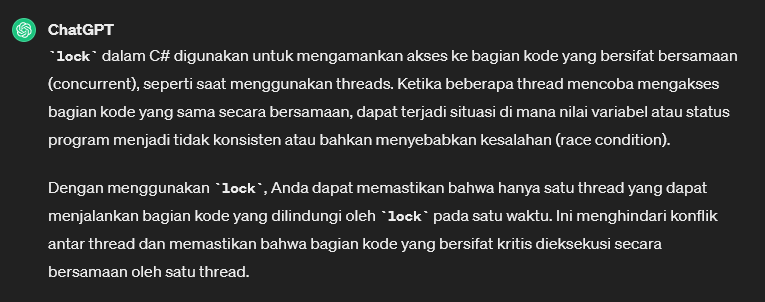 ChatGPT
`lock` dalam C# digunakan untuk mengamankan akses ke bagian kode yang bersifat bersamaan
(concurrent), seperti saat menggunakan threads. Ketika beberapa thread mencoba mengakses
bagian kode yang sama secara bersamaan, dapat terjadi situasi di mana nilai variabel atau status
program menjadi tidak konsisten atau bahkan menyebabkan kesalahan (race condition).
Dengan menggunakan `lock`, Anda dapat memastikan bahwa hanya satu thread yang dapat
menjalankan bagian kode yang dilindungi oleh `lock` pada satu waktu. Ini menghindari konflik
antar thread dan memastikan bahwa bagian kode yang bersifat kritis dieksekusi secara
bersamaan oleh satu thread.